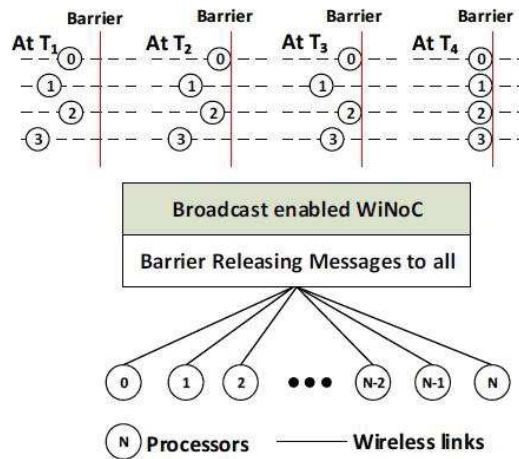 Barrier Barrier Barrier Barrier
At T1 At T2 At T3 At T4
0 0 0 0
1 1 1 1
2 2 2 2
3 3 3 3
Broadcast enabled WiNoC
Barrier Releasing Messages to all
0 1 2 ••• N-2 N-1 N
N Processors Wireless links